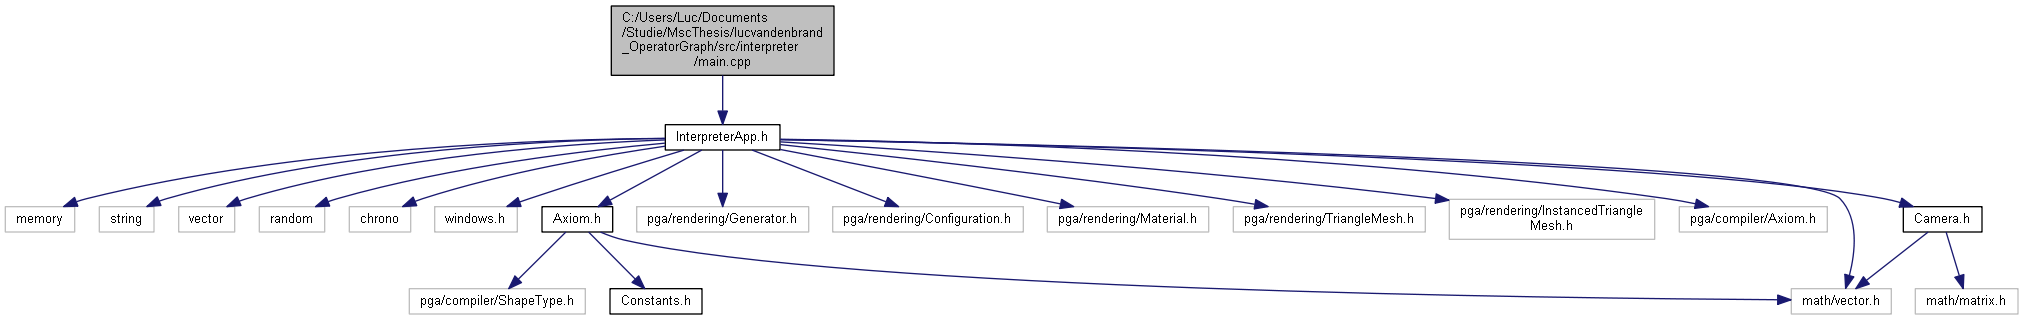 C:/Users/Luc/Documents
/Studie/MscThesis/lucvandenbrand
_OperatorGraph/src/interpreter
/main.cpp
InterpreterApp.h
memory
string
vector
random
chrono
windows.h
Axiom.h
pga/rendering/Generator.h
pga/rendering/Configuration.h
pga/rendering/Material.h
pga/rendering/TriangleMesh.h
pga/rendering/InstancedTriangle
Mesh.h
pga/compiler/Axiom.h
Camera.h
pga/compiler/ShapeType.h
Constants.h
math/vector.h
math/matrix.h